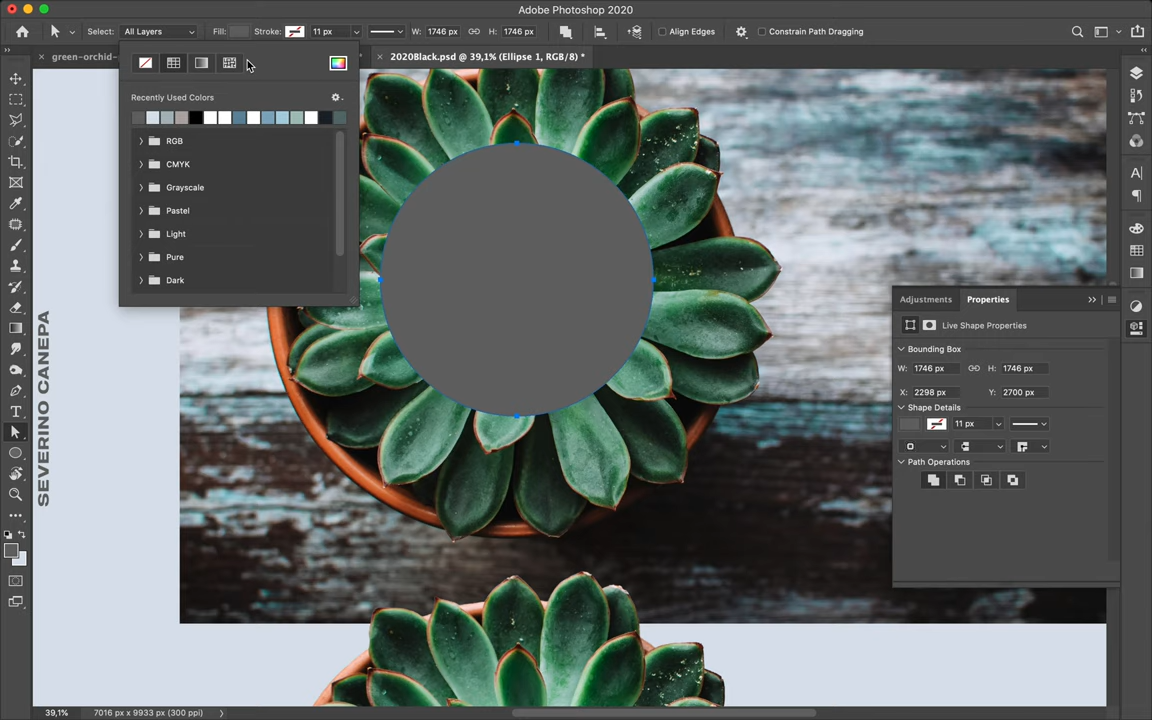 Adobe Photoshop 2020
Select: All Layers Fill: Stroke: 11 px W: 1746 px H: 1746 px Align Edges Constrain Path Dragging
green-orchid- * 2020Black.psd @ 39,1% (Ellipse 1, RGB/8) *
Recently Used Colors
RGB
CMYK
Grayscale
Pastel
Light
Pure
Dark
SEVERINO CANEPA
Adjustments Properties
Live Shape Properties
Bounding Box
W: 1746 px H: 1746 px
X: 2298 px Y: 2700 px
Shape Details
11 px
Path Operations
39,1% 7016 px x 9933 px (300 ppi)